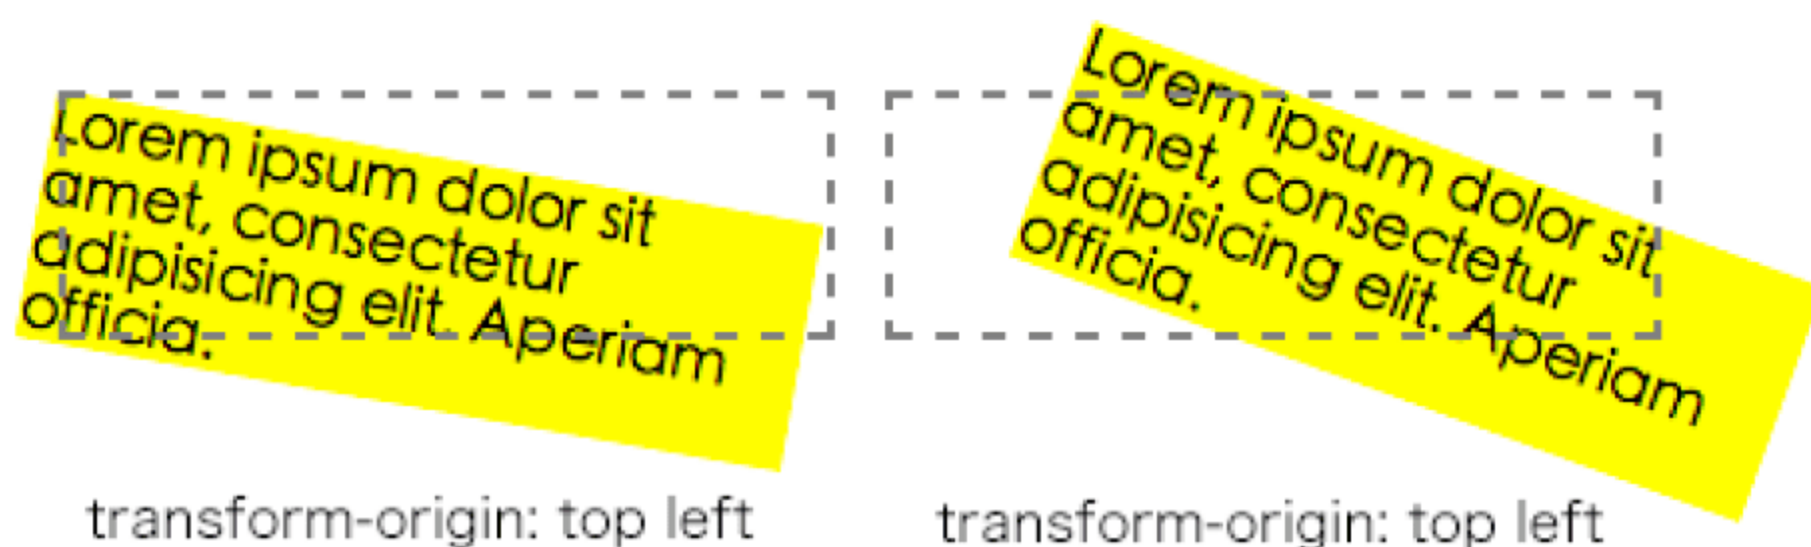 Lorem ipsum dolor sit
amet, consectetur
adipisicing elit. Aperiam
officia.
transform-origin: top left
Lorem ipsum dolor sit
amet, consectetur
adipisicing elit. Aperiam
officia.
transform-origin: top left